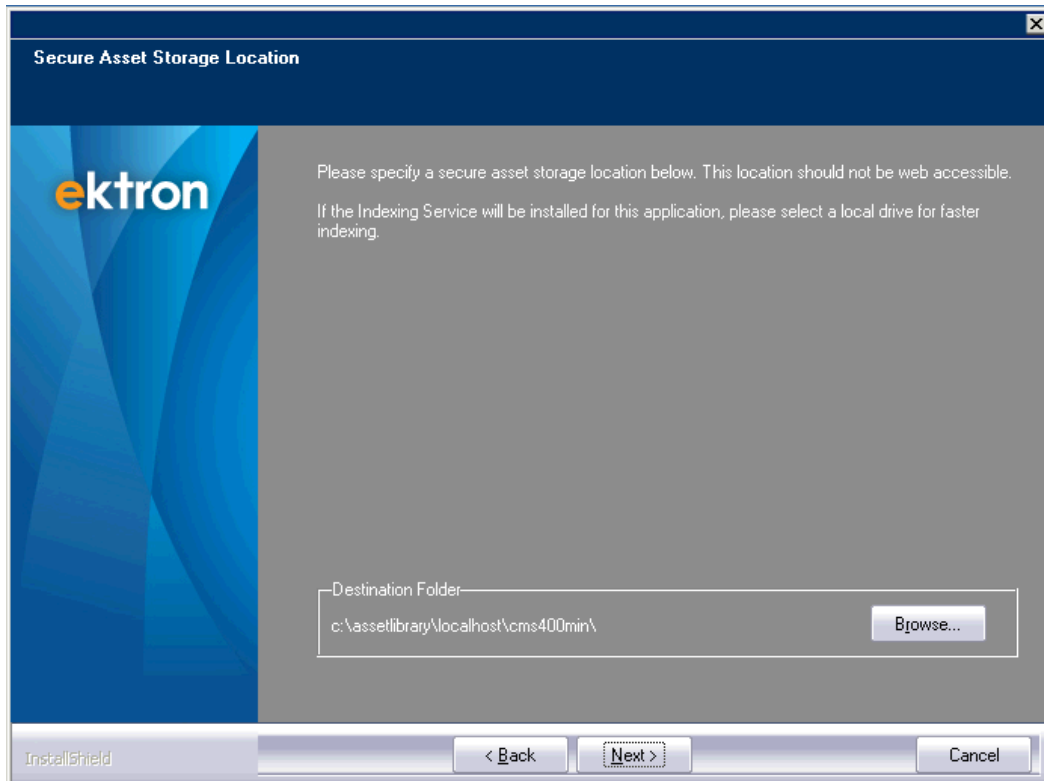 Secure Asset Storage Location
ektron
Please specify a secure asset storage location below. This location should not be web accessible.
If the Indexing Service will be installed for this application, please select a local drive for faster
indexing.
Destination Folder
c:\assetlibrary\localhost\cms400min\
Browse...
InstallShield
< Back
Next >
Cancel